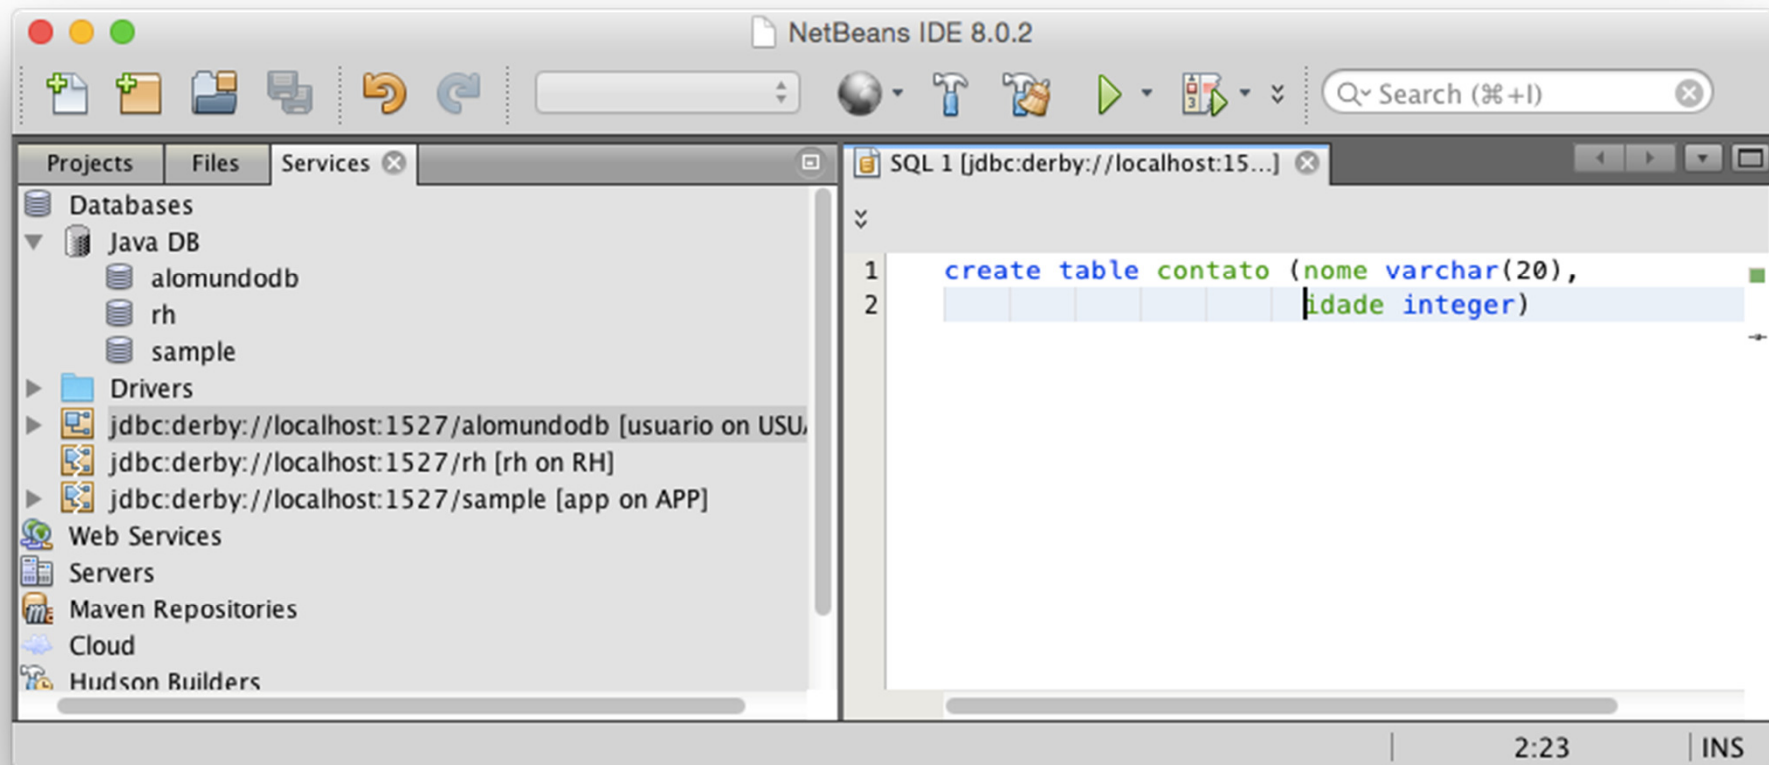 NetBeans IDE 8.0.2
Search (⌘+I)
Projects
Files
Services
SQL 1 [jdbc:derby://localhost:15...]
Databases
Java DB
alomundodb
rh
sample
Drivers
jdbc:derby://localhost:1527/alomundodb [usuario on USUA
jdbc:derby://localhost:1527/rh [rh on RH]
jdbc:derby://localhost:1527/sample [app on APP]
Web Services
Servers
Maven Repositories
Cloud
Hudson Builders
1 create table contato (nome varchar(20),
2 idade integer)
2:23
INS